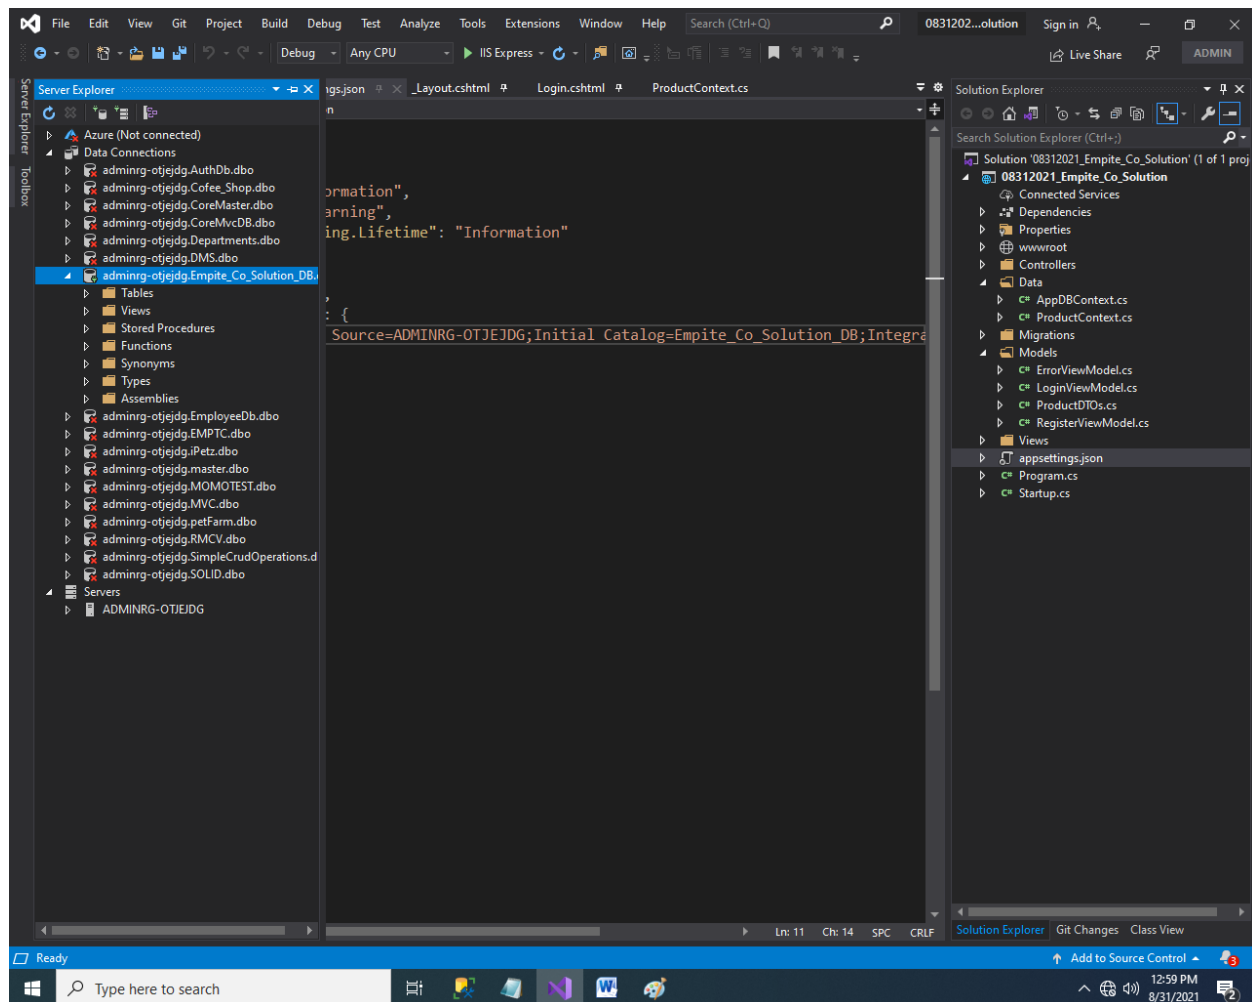 File Edit View Git Project Build Debug Test Analyze Tools Extensions Window Help Search (Ctrl+Q) 0831202...olution Sign in
Debug Any CPU IIS Express Live Share ADMIN
Server Explorer
Toolbox
Server Explorer
Azure (Not connected)
Data Connections
adminrg-otjejdg.AuthDb.dbo
adminrg-otjejdg.Cofee_Shop.dbo
adminrg-otjejdg.CoreMaster.dbo
adminrg-otjejdg.CoreMvcDB.dbo
adminrg-otjejdg.Departments.dbo
adminrg-otjejdg.DMS.dbo
adminrg-otjejdg.Empite_Co_Solution_DB.
Tables
Views
Stored Procedures
Functions
Synonyms
Types
Assemblies
adminrg-otjejdg.EmployeeDb.dbo
adminrg-otjejdg.EMPTC.dbo
adminrg-otjejdg.iPetz.dbo
adminrg-otjejdg.master.dbo
adminrg-otjejdg.MOMOTEST.dbo
adminrg-otjejdg.MVC.dbo
adminrg-otjejdg.petFarm.dbo
adminrg-otjejdg.RMCV.dbo
adminrg-otjejdg.SimpleCrudOperations.d
adminrg-otjejdg.SOLID.dbo
Servers
ADMINRG-OTJEJDG
ngs.json _Layout.cshtml Login.cshtml ProductContext.cs
on
ormation",
arning",
ing.Lifetime": "Information"
,
: {
Source=ADMINRG-OTJEJDG;Initial Catalog=Empite_Co_Solution_DB;Integra
Ln: 11 Ch: 14 SPC CRLF
Solution Explorer
Search Solution Explorer (Ctrl+;)
Solution '08312021_Empite_Co_Solution' (1 of 1 proj
08312021_Empite_Co_Solution
Connected Services
Dependencies
Properties
wwwroot
Controllers
Data
C# AppDBContext.cs
C# ProductContext.cs
Migrations
Models
C# ErrorViewModel.cs
C# LoginViewModel.cs
C# ProductDTOs.cs
C# RegisterViewModel.cs
Views
appsettings.json
C# Program.cs
C# Startup.cs
Solution Explorer Git Changes Class View
Ready Add to Source Control 3
Type here to search 12:59 PM
8/31/2021 2